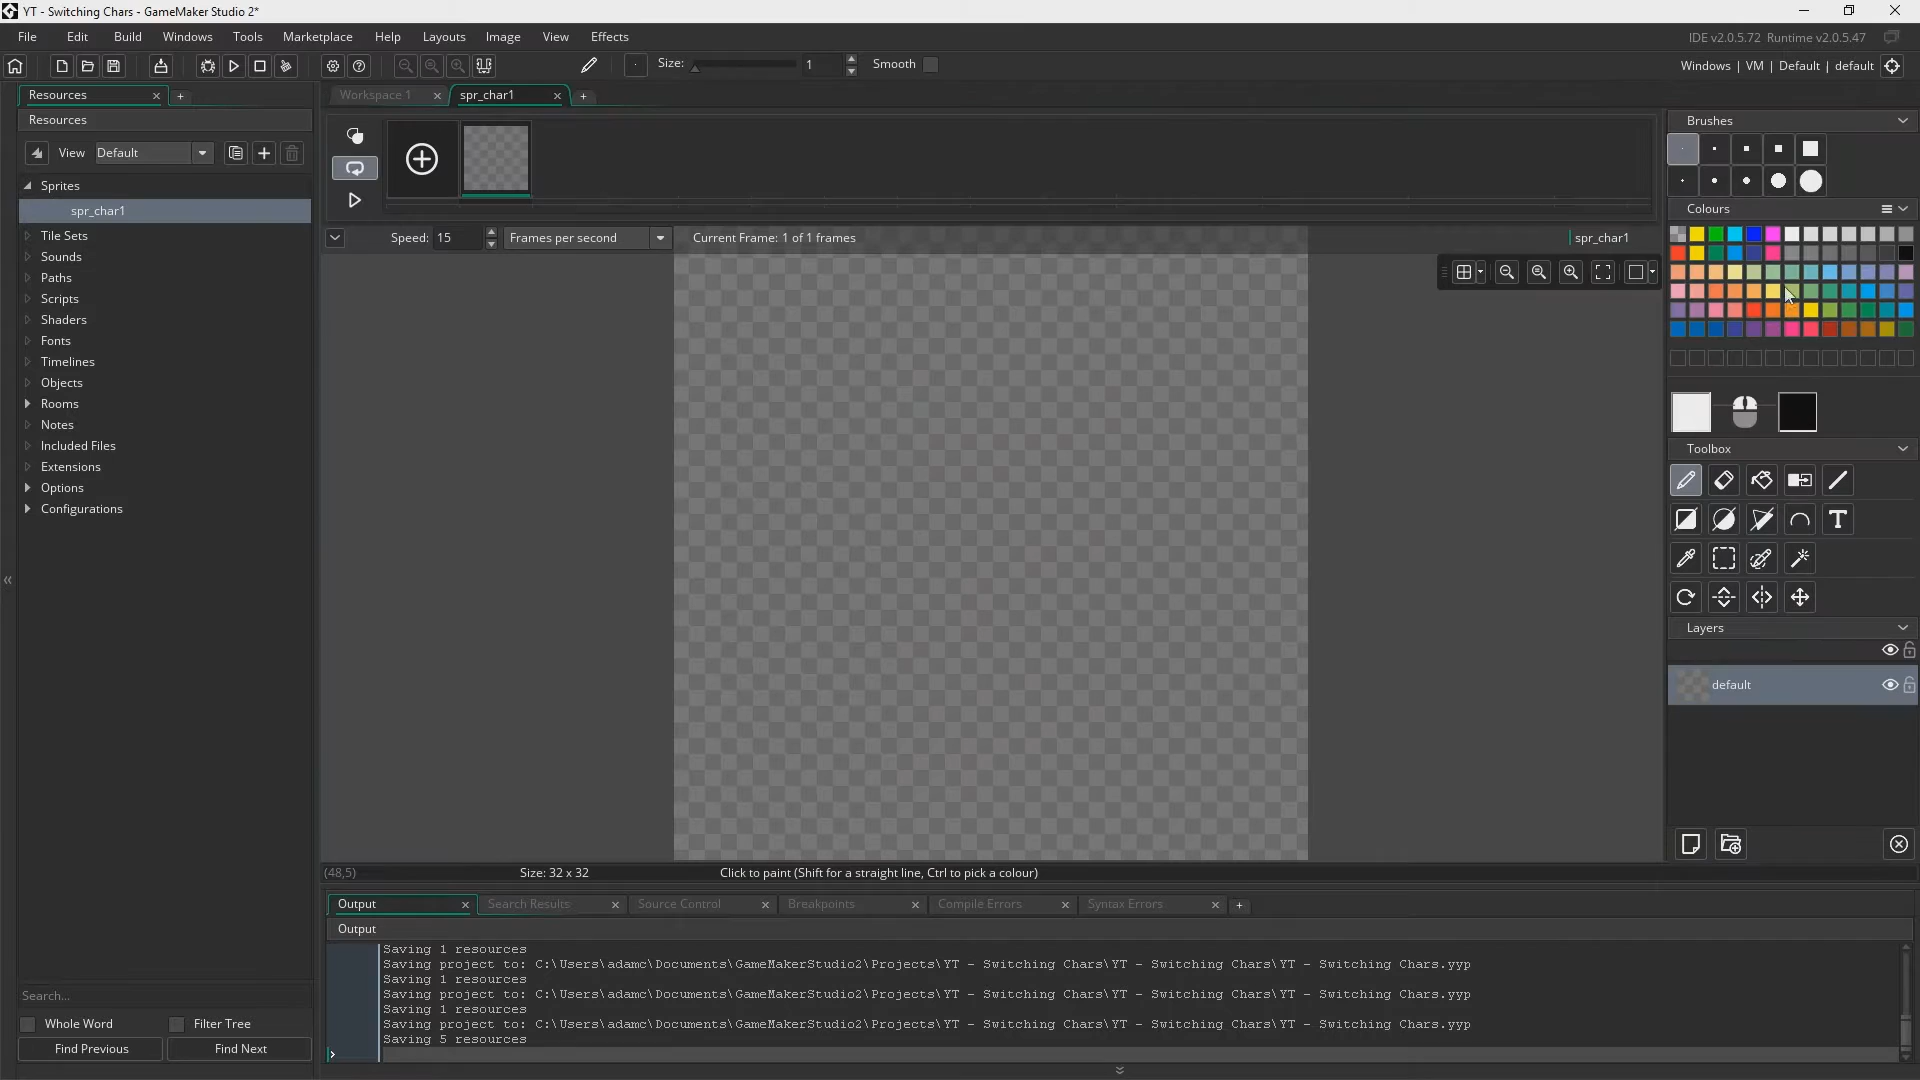 YT - Switching Chars - GameMaker Studio 2*
File Edit Build Windows Tools Marketplace Help Layouts Image View Effects
IDE v2.0.5.72 Runtime v2.0.5.47
Size: 1 Smooth
Windows | VM | Default | default
Resources
Workspace 1
spr_char1
Brushes
Resources
View Default
Sprites
spr_char1
Tile Sets
Sounds
Paths
Scripts
Shaders
Fonts
Timelines
Objects
Rooms
Notes
Included Files
Extensions
Options
Configurations
Speed: 15 Frames per second
Current Frame: 1 of 1 frames
spr_char1
Colours
Toolbox
T
Layers
default
(48,5)
Size: 32 x 32
Click to paint (Shift for a straight line, Ctrl to pick a colour)
Output
Search Results
Source Control
Breakpoints
Compile Errors
Syntax Errors
Output
Saving 1 resources
Saving project to: C:\Users\adamc\Documents\GameMakerStudio2\Projects\YT - Switching Chars\YT - Switching Chars\YT - Switching Chars.yyp
Saving 1 resources
Saving project to: C:\Users\adamc\Documents\GameMakerStudio2\Projects\YT - Switching Chars\YT - Switching Chars\YT - Switching Chars.yyp
Saving 1 resources
Saving project to: C:\Users\adamc\Documents\GameMakerStudio2\Projects\YT - Switching Chars\YT - Switching Chars\YT - Switching Chars.yyp
Saving 5 resources
Search...
Whole Word
Filter Tree
Find Previous
Find Next